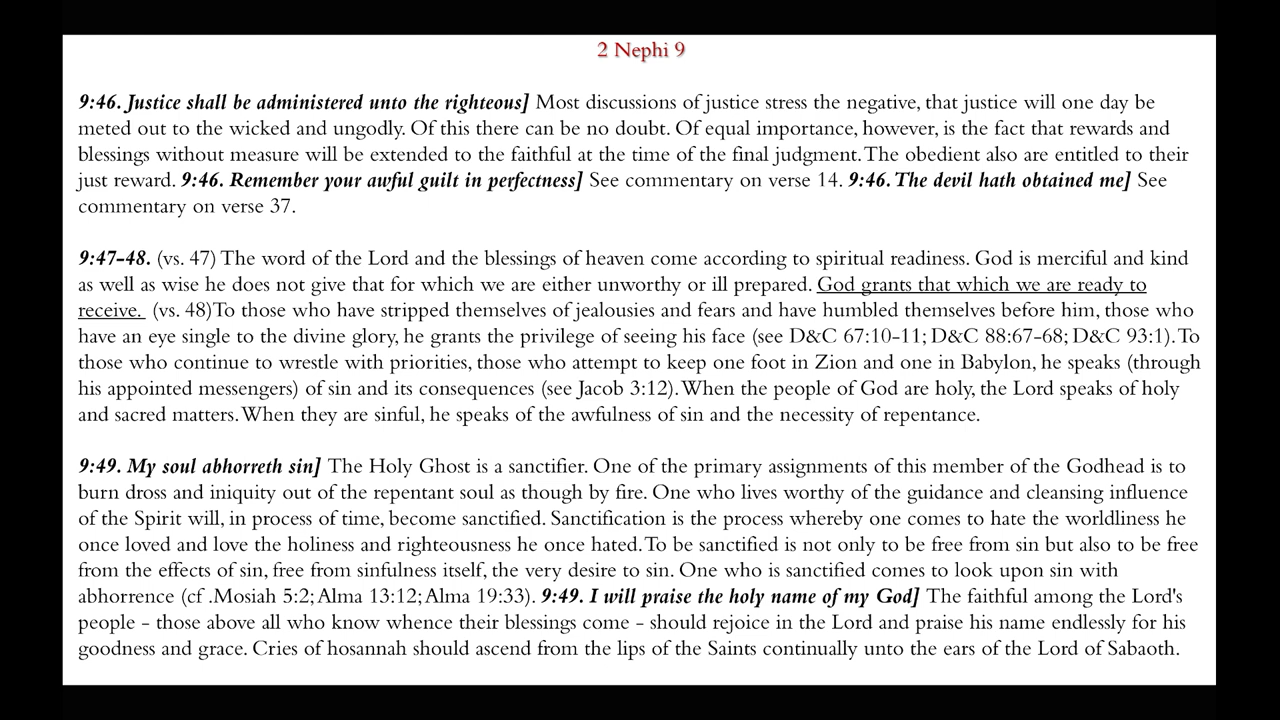 2 Nephi 9
9:46. Justice shall be administered unto the righteous] Most discussions of justice stress the negative, that justice will one day be
meted out to the wicked and ungodly. Of this there can be no doubt. Of equal importance, however, is the fact that rewards and
blessings without measure will be extended to the faithful at the time of the final judgment. The obedient also are entitled to their
just reward. 9:46. Remember your awful guilt in perfectness] See commentary on verse 14. 9:46. The devil hath obtained me] See
commentary on verse 37.
9:47-48. (vs. 47) The word of the Lord and the blessings of heaven come according to spiritual readiness. God is merciful and kind
as well as wise he does not give that for which we are either unworthy or ill prepared. God grants that which we are ready to
receive.  (vs. 48)To those who have stripped themselves of jealousies and fears and have humbled themselves before him, those who
have an eye single to the divine glory, he grants the privilege of seeing his face (see D&C 67:10-11; D&C 88:67-68; D&C 93:1). To
those who continue to wrestle with priorities, those who attempt to keep one foot in Zion and one in Babylon, he speaks (through
his appointed messengers) of sin and its consequences (see Jacob 3:12). When the people of God are holy, the Lord speaks of holy
and sacred matters. When they are sinful, he speaks of the awfulness of sin and the necessity of repentance.
9:49. My soul abhorreth sin] The Holy Ghost is a sanctifier. One of the primary assignments of this member of the Godhead is to
burn dross and iniquity out of the repentant soul as though by fire. One who lives worthy of the guidance and cleansing influence
of the Spirit will, in process of time, become sanctified. Sanctification is the process whereby one comes to hate the worldliness he
once loved and love the holiness and righteousness he once hated. To be sanctified is not only to be free from sin but also to be free
from the effects of sin, free from sinfulness itself, the very desire to sin. One who is sanctified comes to look upon sin with
abhorrence (cf .Mosiah 5:2; Alma 13:12; Alma 19:33). 9:49. I will praise the holy name of my God] The faithful among the Lord's
people - those above all who know whence their blessings come - should rejoice in the Lord and praise his name endlessly for his
goodness and grace. Cries of hosannah should ascend from the lips of the Saints continually unto the ears of the Lord of Sabaoth.